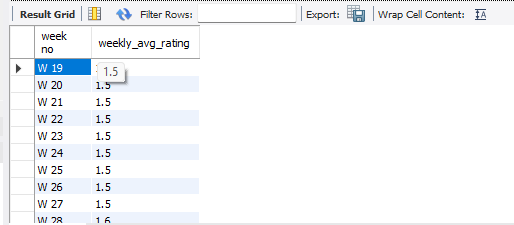 Result Grid Filter Rows: Export: Wrap Cell Content: IA
week
no weekly_avg_rating
W 19 1.5
W 20 1.5
W 21 1.5
W 22 1.5
W 23 1.5
W 24 1.5
W 25 1.5
W 26 1.5
W 27 1.5
W 28 1.6